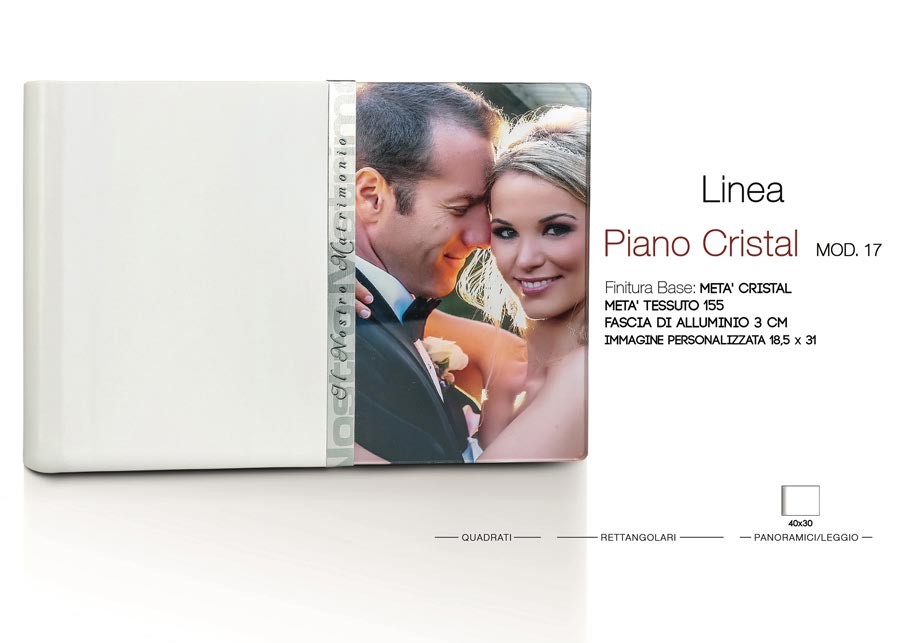 Il Nostro Matrimonio
Linea
Piano Cristal MOD. 17
Finitura Base: META' CRISTAL
META' TESSUTO 155
FASCIA DI ALLUMINIO 3 CM
IMMAGINE PERSONALIZZATA 18,5 x 31
40x30
QUADRATI
RETTANGOLARI
PANORAMICI/LEGGIO